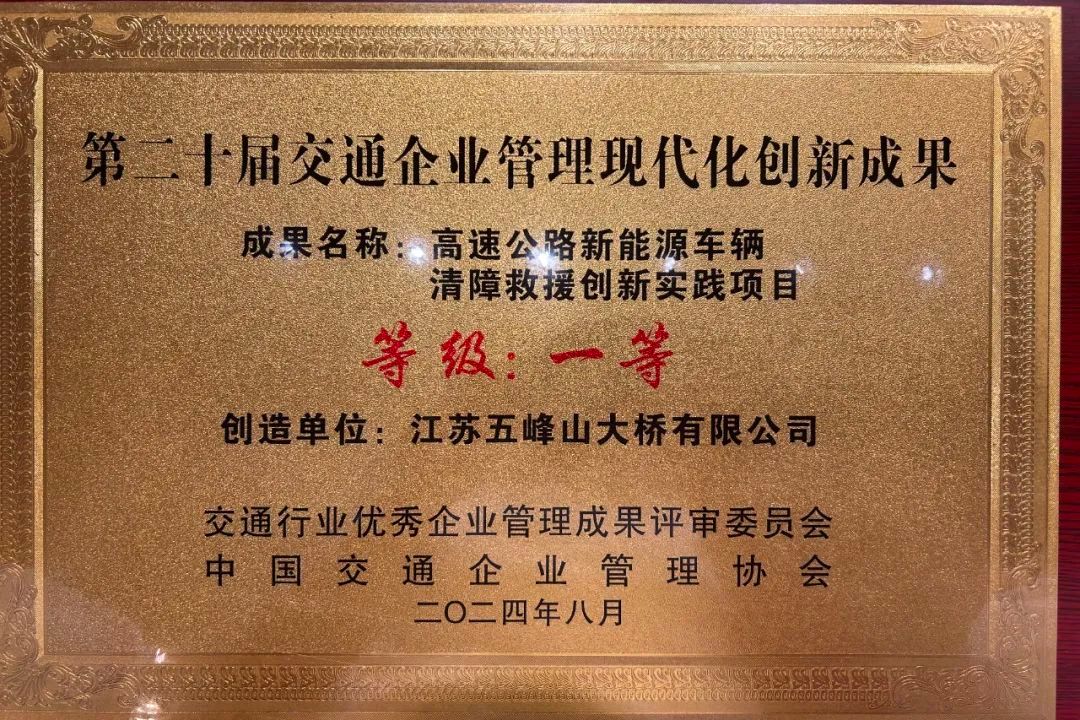 第二十届交通企业管理现代化创新成果
成果名称：高速公路新能源车辆
清障救援创新实践项目
等级：一等
创造单位：江苏五峰山大桥有限公司
交通行业优秀企业管理成果评审委员会
中国交通企业管理协会
二〇二四年八月